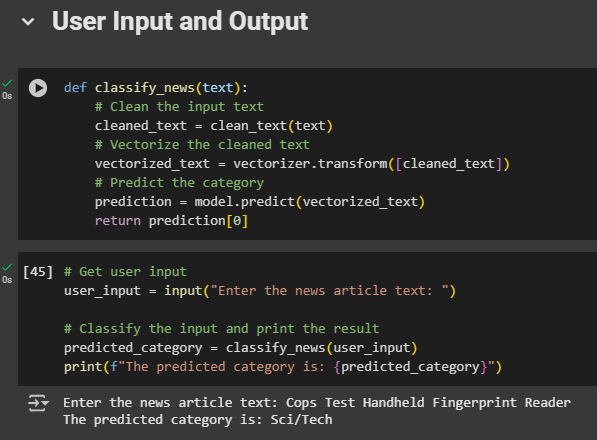 User Input and Output
0s
def classify_news(text):
    # Clean the input text
    cleaned_text = clean_text(text)
    # Vectorize the cleaned text
    vectorized_text = vectorizer.transform([cleaned_text])
    # Predict the category
    prediction = model.predict(vectorized_text)
    return prediction[0]
0s
[45] # Get user input
user_input = input("Enter the news article text: ")

# Classify the input and print the result
predicted_category = classify_news(user_input)
print(f"The predicted category is: {predicted_category}")
Enter the news article text: Cops Test Handheld Fingerprint Reader
The predicted category is: Sci/Tech